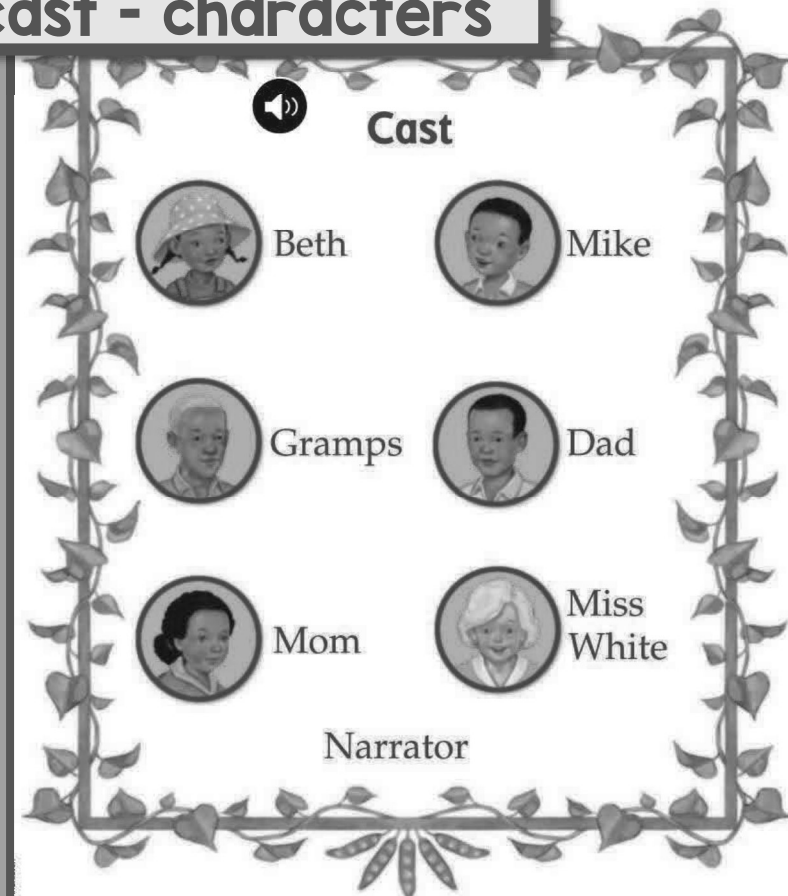 cast - characters
Cast
Beth
Mike
Gramps
Dad
Mom
Miss
White
Narrator